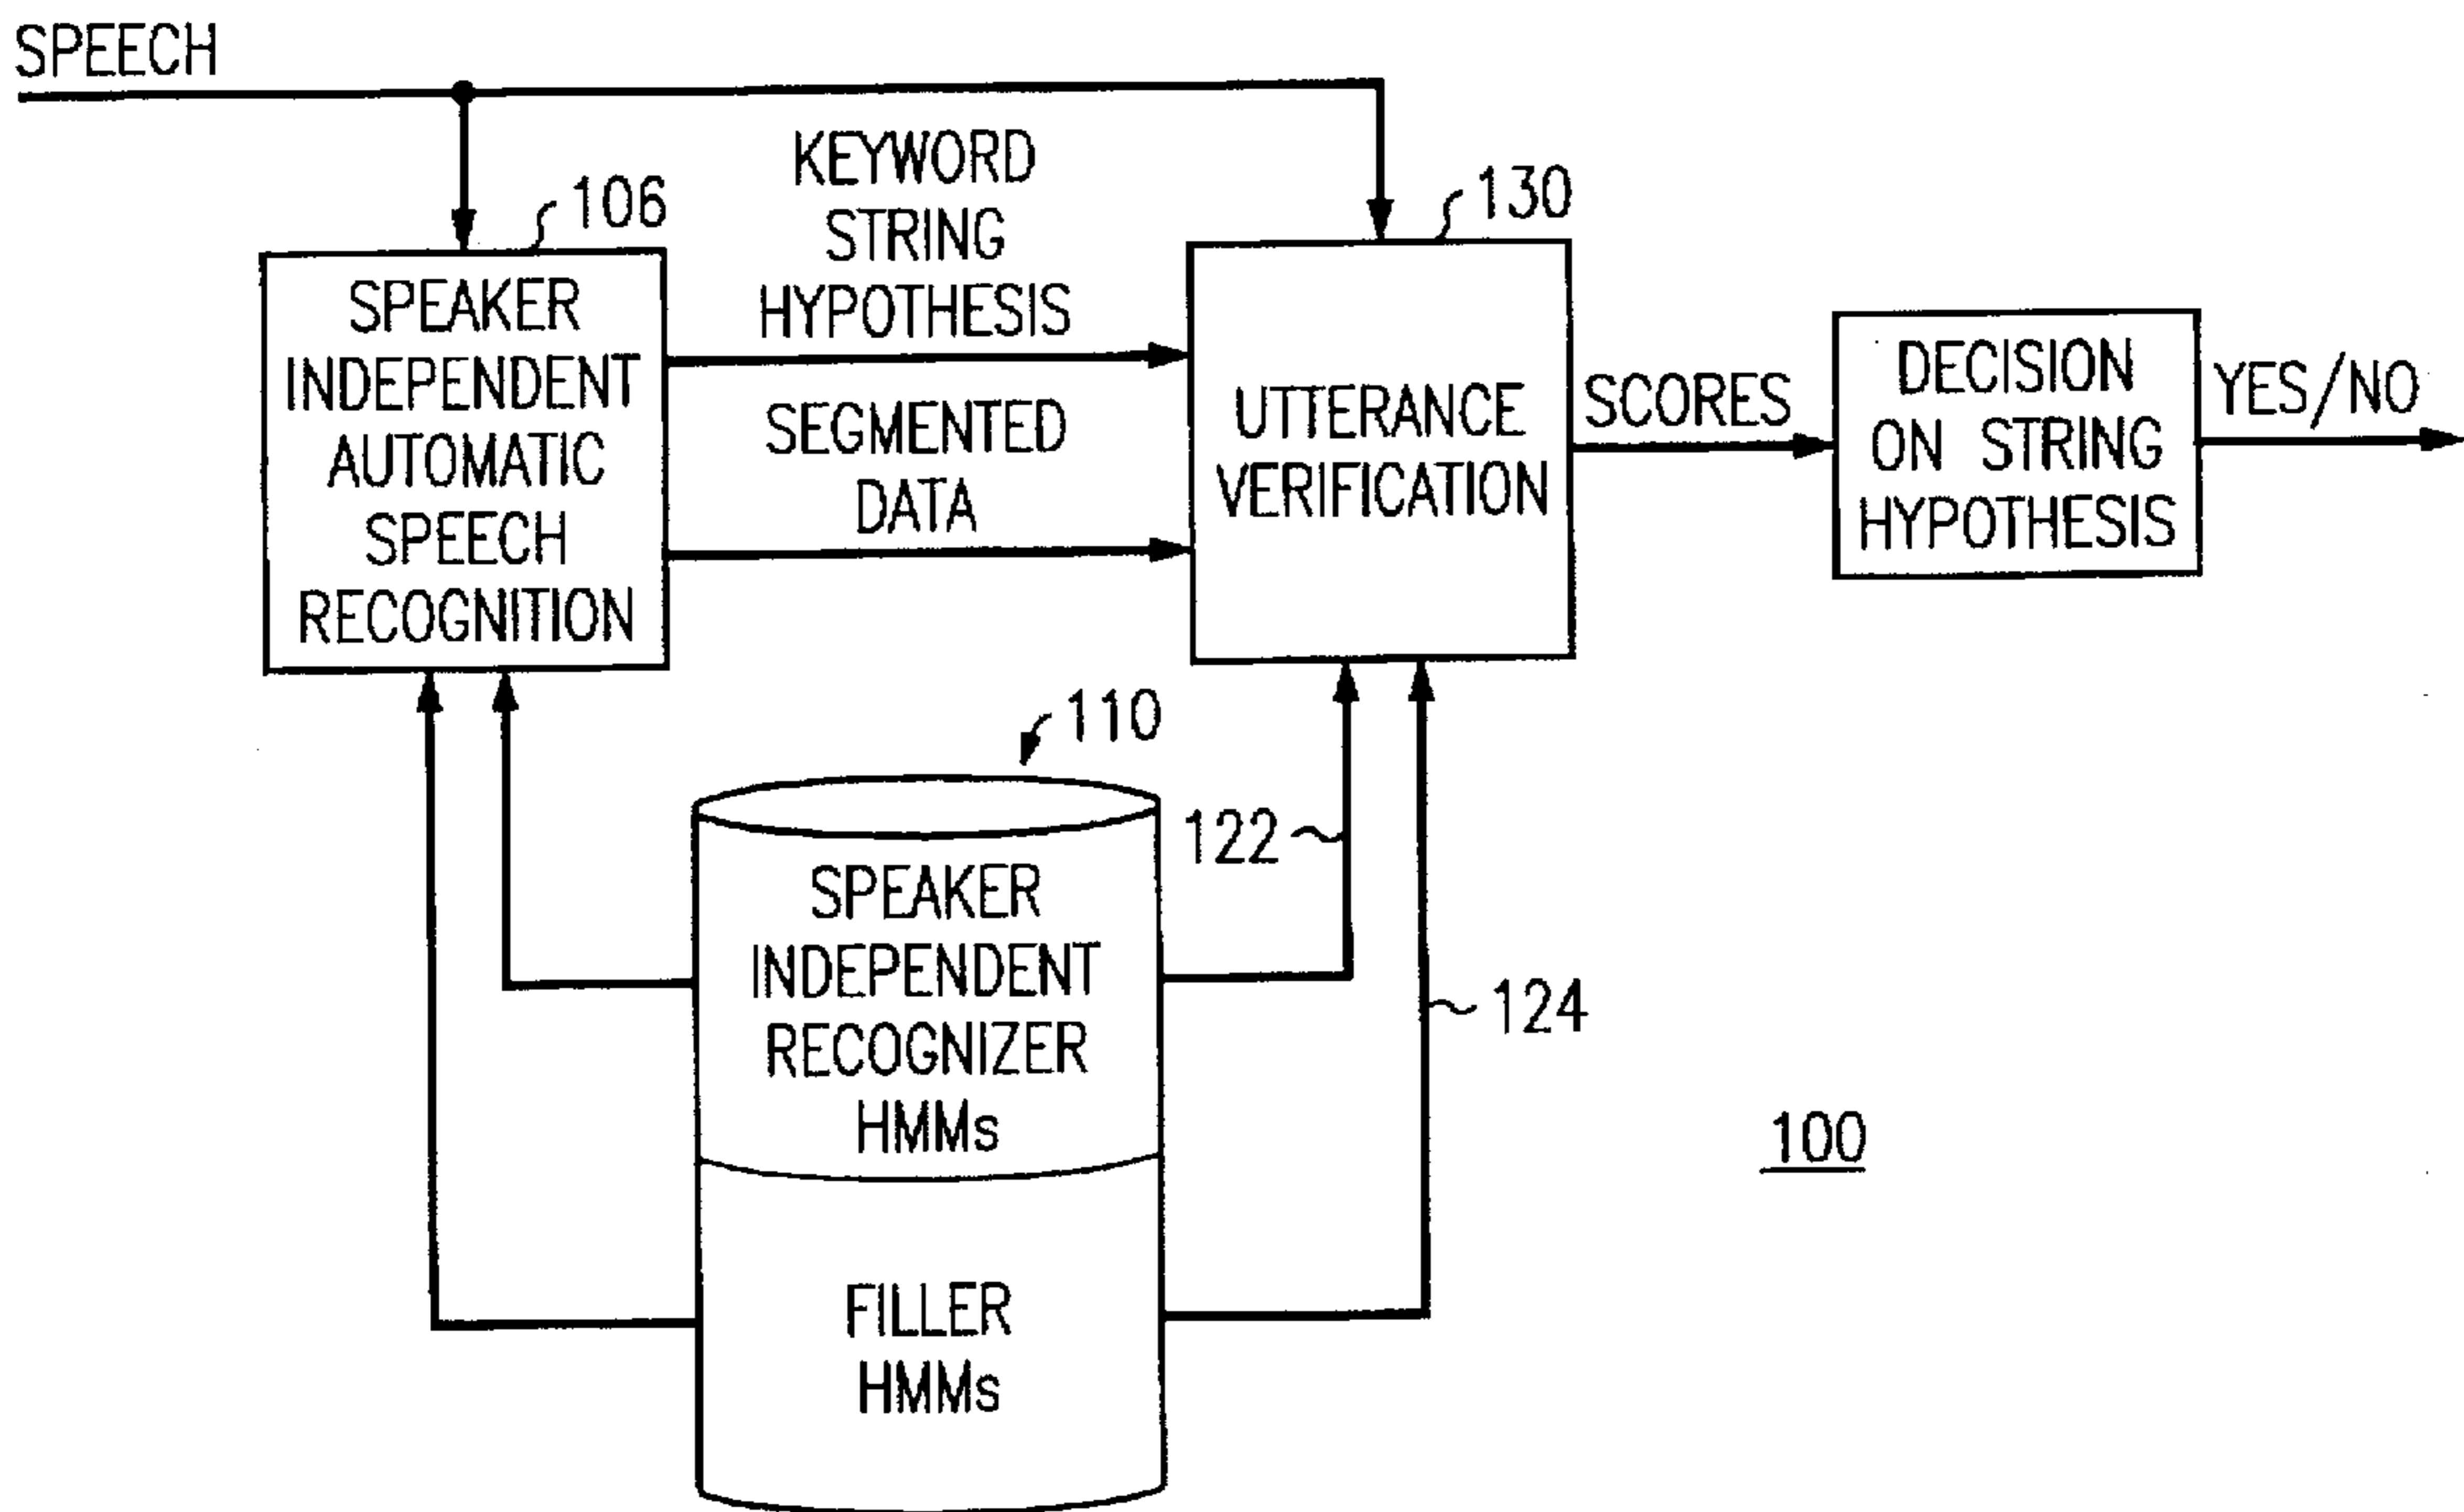 SPEECH
106
SPEAKER
INDEPENDENT
AUTOMATIC
SPEECH
RECOGNITION
KEYWORD
STRING
HYPOTHESIS
SEGMENTED
DATA
130
UTTERANCE
VERIFICATION
SCORES
DECISION
ON STRING
HYPOTHESIS
YES/NO
110
SPEAKER
INDEPENDENT
RECOGNIZER
HMMs
FILLER
HMMs
122
124
100